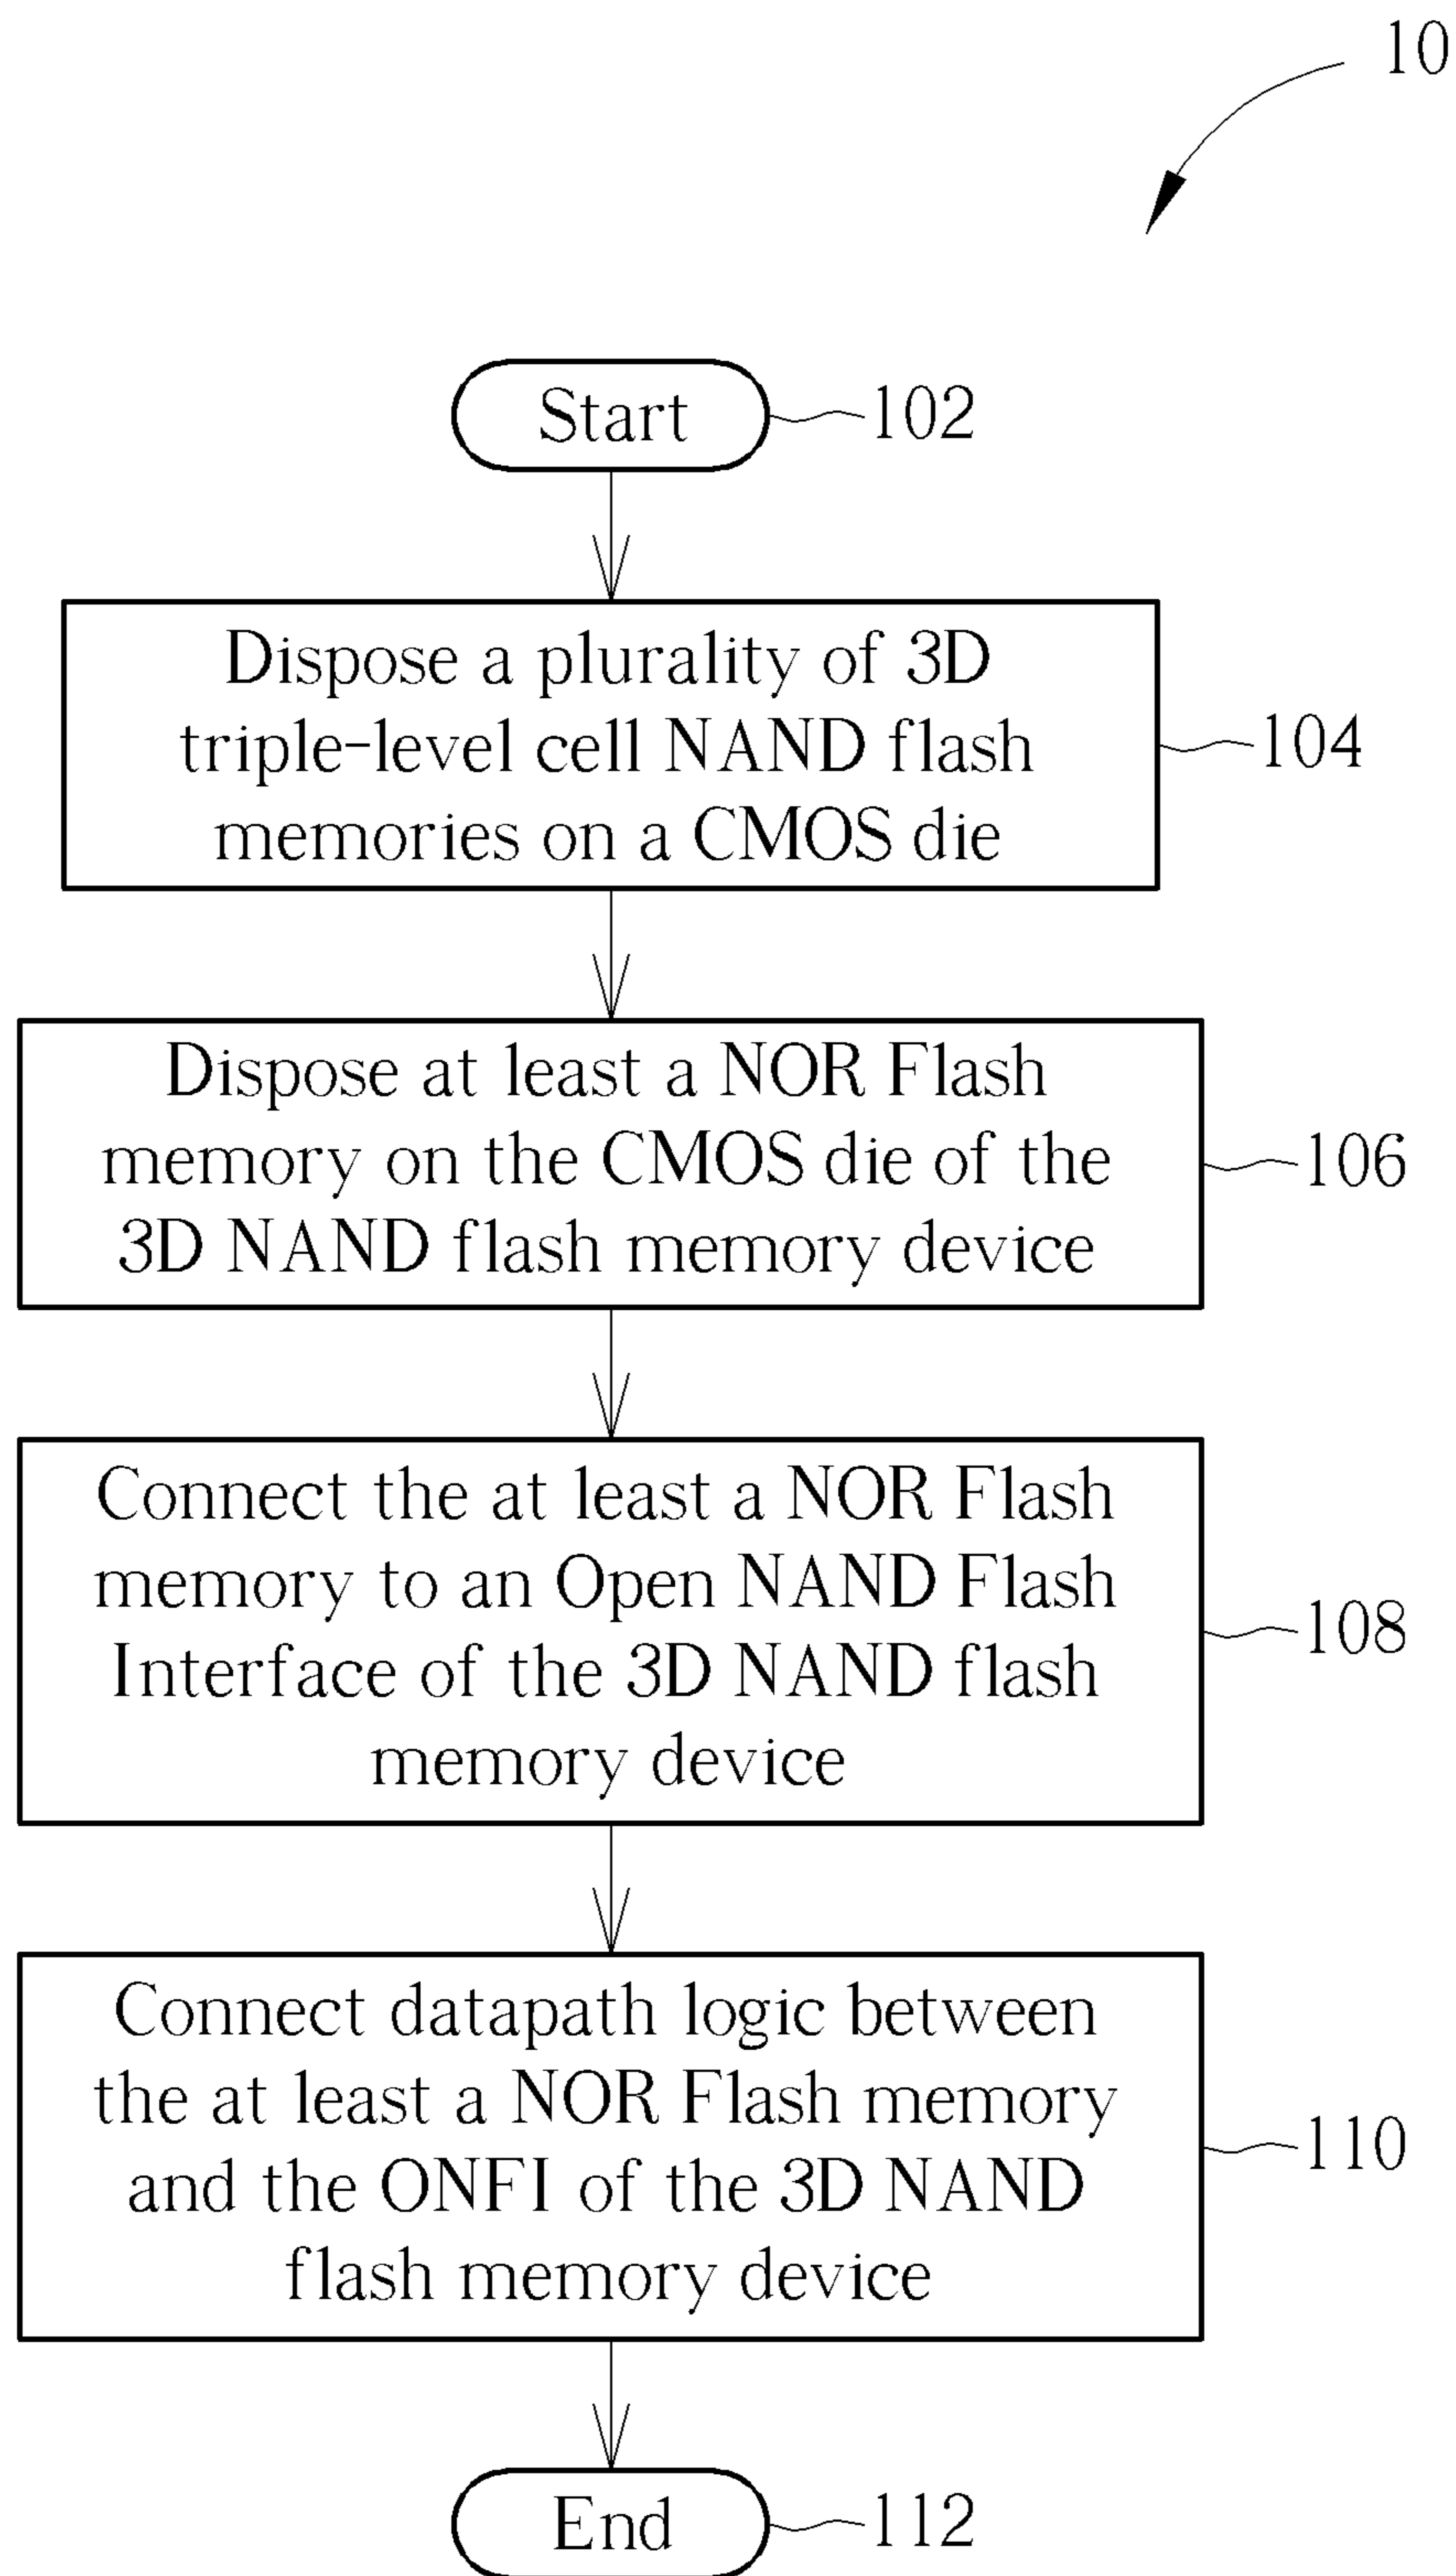 10
Start
102
Dispose a plurality of 3D
triple-level cell NAND flash
memories on a CMOS die
104
Dispose at least a NOR Flash
memory on the CMOS die of the
3D NAND flash memory device
106
Connect the at least a NOR Flash
memory to an Open NAND Flash
Interface of the 3D NAND flash
memory device
108
Connect datapath logic between
the at least a NOR Flash memory
and the ONFI of the 3D NAND
flash memory device
110
End
112